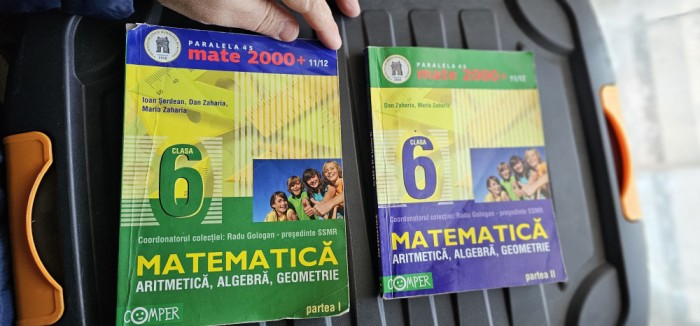 PARALELA 45
mate 2000+ 11/12
Ioan Șerdean, Dan Zaharia,
Maria Zaharia
CLASA
6
Coordonatorul colecției: Radu Gologan - președinte SSMR
MATEMATICĂ
ARITMETICĂ, ALGEBRĂ, GEOMETRIE
partea I
COMPER
PARALELA 45
mate 2000+ 11/12
Dan Zaharia, Maria Zaharia
CLASA
6
Coordonatorul colecției: Radu Gologan - președinte SSMR
MATEMATICĂ
ARITMETICĂ, ALGEBRĂ, GEOMETRIE
partea II
COMPER